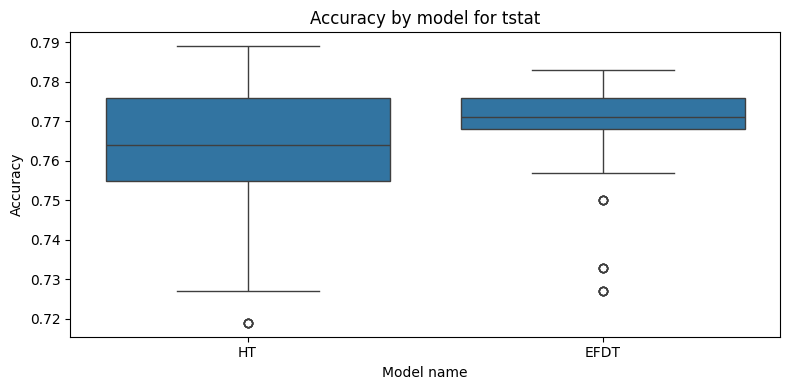 Accuracy by model for tstat
Accuracy
0.79
0.78
0.77
0.76
0.75
0.74
0.73
0.72
HT
EFDT
Model name